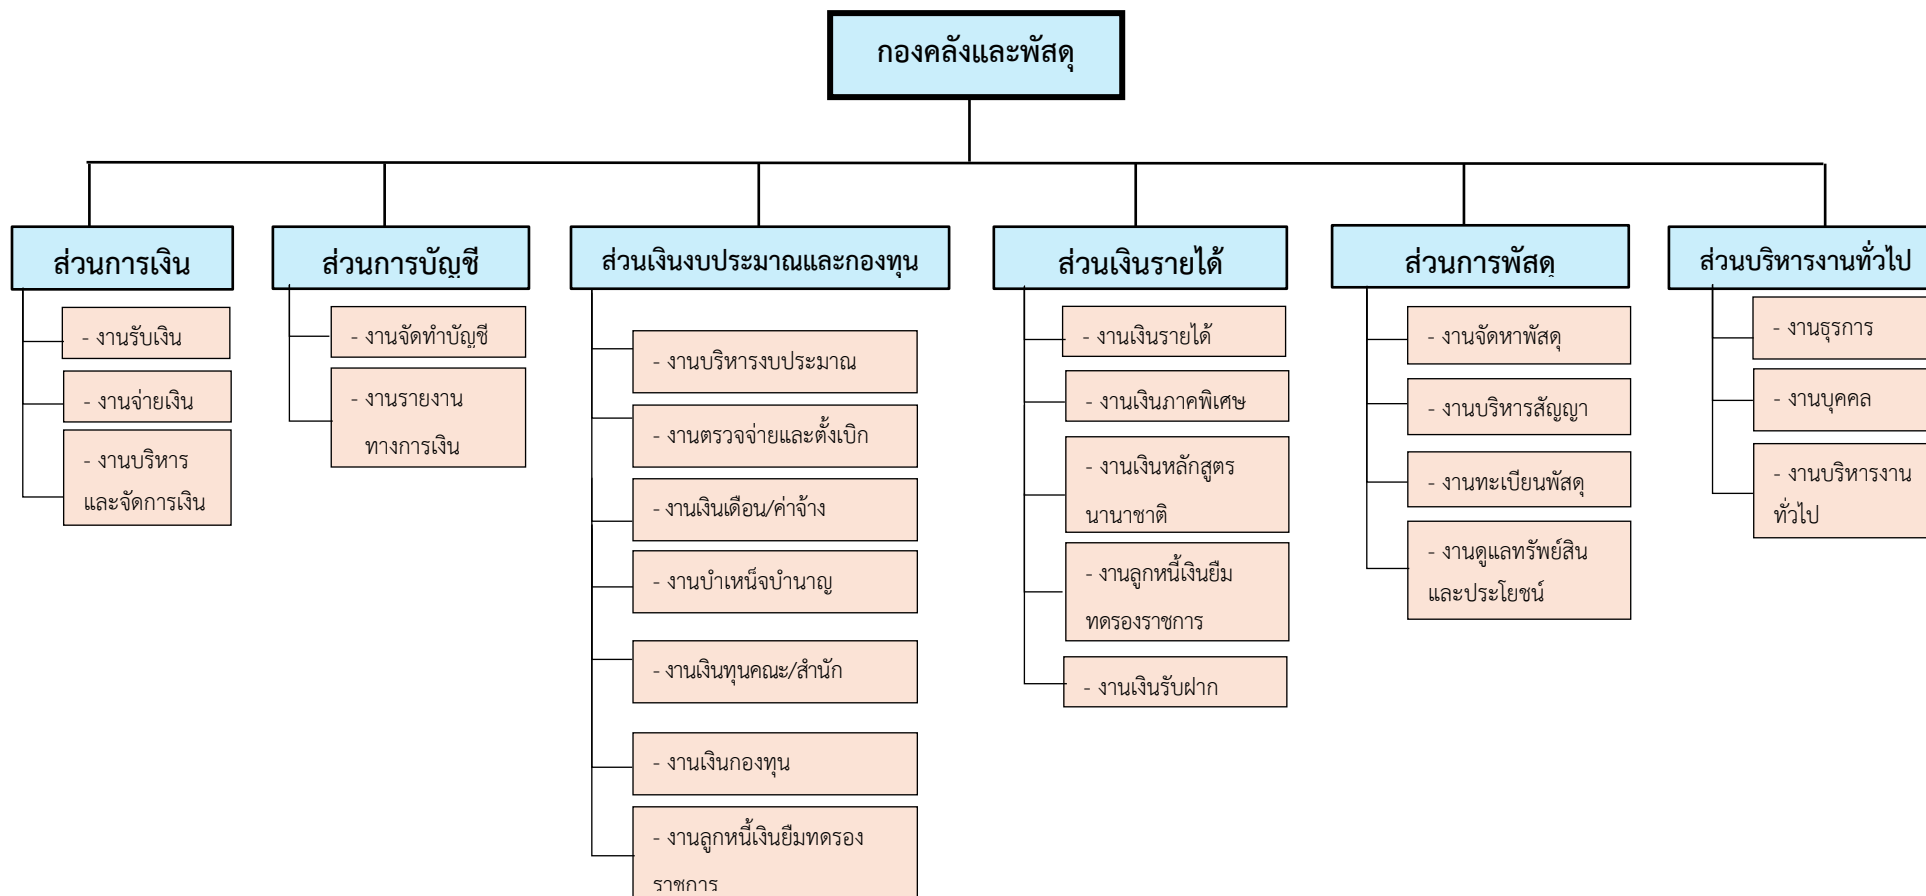 กองคลังและพัสดุ
ส่วนการเงิน
- งานรับเงิน
- งานจ่ายเงิน
- งานบริหาร
และจัดการเงิน
ส่วนการบัญชี
- งานจัดทำบัญชี
- งานรายงาน
ทางการเงิน
ส่วนเงินงบประมาณและกองทุน
- งานบริหารงบประมาณ
- งานตรวจจ่ายและตั้งเบิก
- งานเงินเดือน/ค่าจ้าง
- งานบำเหน็จบำนาญ
- งานเงินทุนคณะ/สำนัก
- งานเงินกองทุน
- งานลูกหนี้เงินยืมทดรอง
ราชการ
ส่วนเงินรายได้
- งานเงินรายได้
- งานเงินภาคพิเศษ
- งานเงินหลักสูตร
นานาชาติ
- งานลูกหนี้เงินยืม
ทดรองราชการ
- งานเงินรับฝาก
ส่วนการพัสดุ
- งานจัดหาพัสดุ
- งานบริหารสัญญา
- งานทะเบียนพัสดุ
- งานดูแลทรัพย์สิน
และประโยชน์
ส่วนบริหารงานทั่วไป
- งานธุรการ
- งานบุคคล
- งานบริหารงาน
ทั่วไป